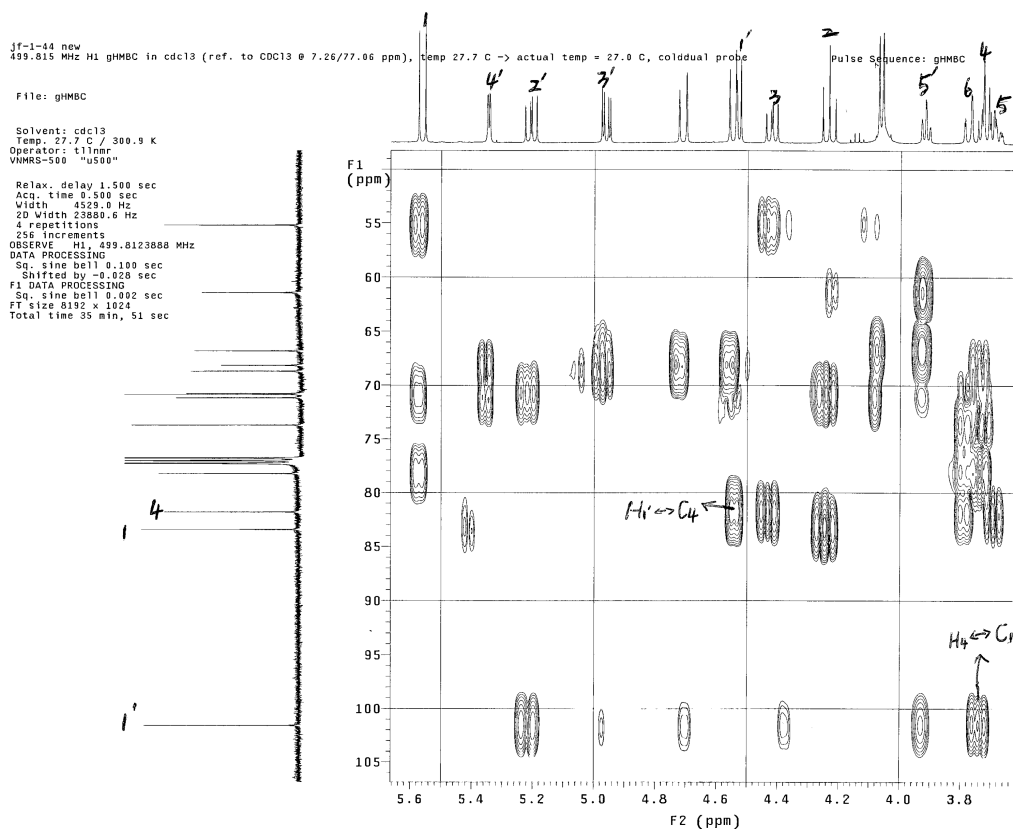 jf-1-44 new
499.815 MHz H1 gHMBC in cdcl3 (ref. to CDCl3 @ 7.26/77.06 ppm), temp 27.7 C -> actual temp = 27.0 C, colddual probe
Pulse Sequence: gHMBC
File: gHMBC
Solvent: cdcl3
Temp. 27.7 C / 300.9 K
Operator: tllnmr
VNMRS-500 "u500"
Relax. delay 1.500 sec
Acq. time 0.500 sec
Width 4529.0 Hz
2D Width 23880.6 Hz
4 repetitions
256 increments
OBSERVE H1, 499.8123888 MHz
DATA PROCESSING
Sq. sine bell 0.100 sec
Shifted by -0.028 sec
F1 DATA PROCESSING
Sq. sine bell 0.002 sec
FT size 8192 x 1024
Total time 35 min, 51 sec
1 4' 2' 3' 1' 3 2 5' 6 4 5
F1
(ppm)
55
60
65
70
75
80
85
90
95
100
105
4
1
1'
H1' ↔ C4
H4 ↔ C1
5.6 5.4 5.2 5.0 4.8 4.6 4.4 4.2 4.0 3.8
F2 (ppm)